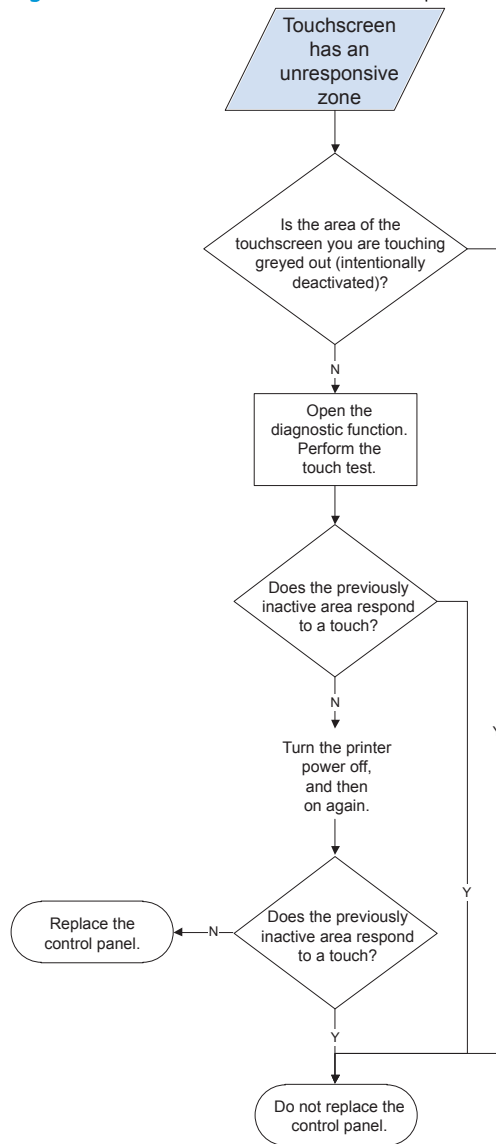 Touchscreen
has an
unresponsive
zone
Is the area of the
touchscreen you are touching
greyed out (intentionally
deactivated)?
N
Open the
diagnostic function.
Perform the
touch test.
Does the previously
inactive area respond
to a touch?
N
Y
Turn the printer
power off,
and then
on again.
Y
Does the previously
inactive area respond
to a touch?
N
Replace the
control panel.
Y
Do not replace the
control panel.